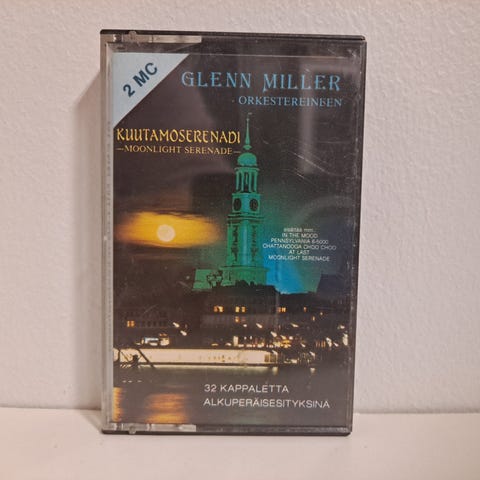 2 MC
GLENN MILLER
ORKESTEREINEEN
KUUTAMOSERENADI
—MOONLIGHT SERENADE—
sisältää mm.
IN THE MOOD
PENNSYLVANIA 6-5000
CHATTANOOGA CHOO CHOO
AT LAST
MOONLIGHT SERENADE
32 KAPPALETTA
ALKUPERÄISESITYKSINÄ